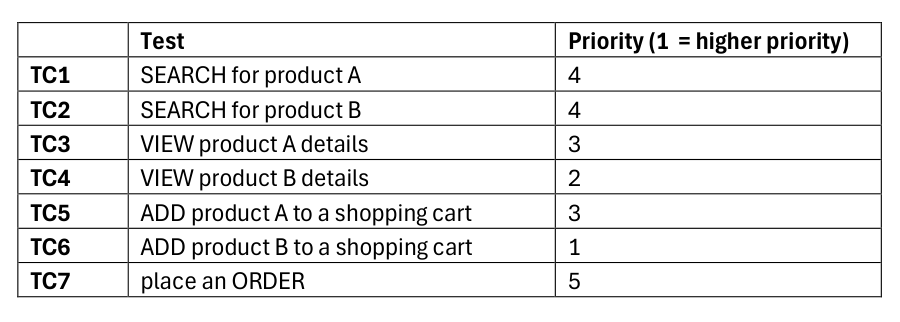 Test Priority (1 = higher priority)
TC1 SEARCH for product A 4
TC2 SEARCH for product B 4
TC3 VIEW product A details 3
TC4 VIEW product B details 2
TC5 ADD product A to a shopping cart 3
TC6 ADD product B to a shopping cart 1
TC7 place an ORDER 5